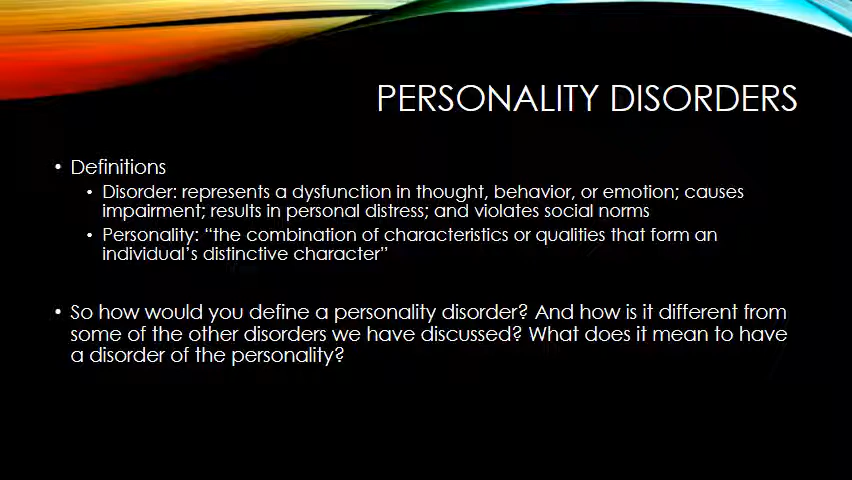 PERSONALITY DISORDERS
• Definitions
• Disorder: represents a dysfunction in thought, behavior, or emotion; causes
impairment; results in personal distress; and violates social norms
• Personality: “the combination of characteristics or qualities that form an
individual’s distinctive character”
• So how would you define a personality disorder? And how is it different from
some of the other disorders we have discussed? What does it mean to have
a disorder of the personality?